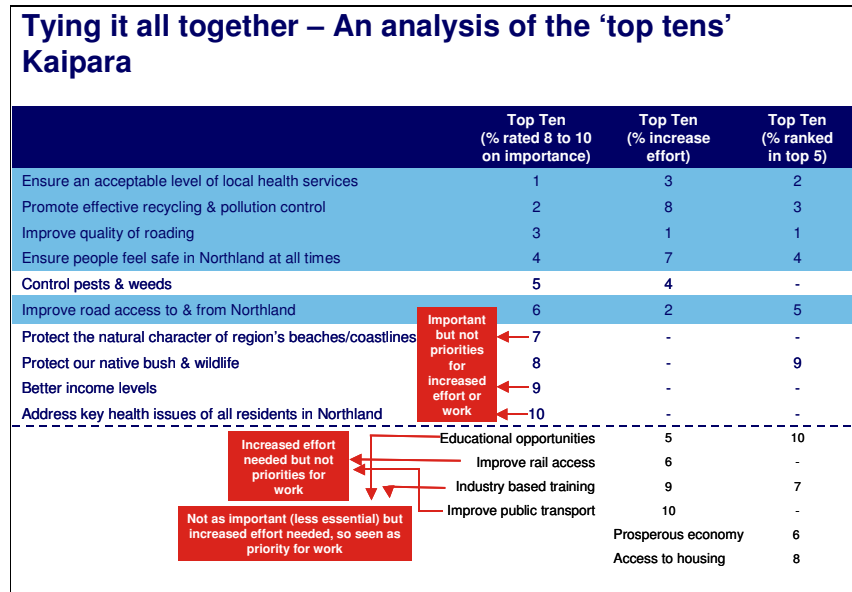 Tying it all together – An analysis of the ‘top tens’
Kaipara
Top Ten
(% rated 8 to 10
on importance)
Top Ten
(% increase
effort)
Top Ten
(% ranked
in top 5)
Ensure an acceptable level of local health services 1 3 2
Promote effective recycling & pollution control 2 8 3
Improve quality of roading 3 1 1
Ensure people feel safe in Northland at all times 4 7 4
Control pests & weeds 5 4 -
Improve road access to & from Northland 6 2 5
Protect the natural character of region’s beaches/coastlines 7 - -
Protect our native bush & wildlife 8 - 9
Better income levels 9 - -
Address key health issues of all residents in Northland 10 - -
Important
but not
priorities
for
increased
effort or
work
Educational opportunities 5 10
Improve rail access 6 -
Industry based training 9 7
Improve public transport 10 -
Prosperous economy 6
Access to housing 8
Increased effort
needed but not
priorities for
work
Not as important (less essential) but
increased effort needed, so seen as
priority for work